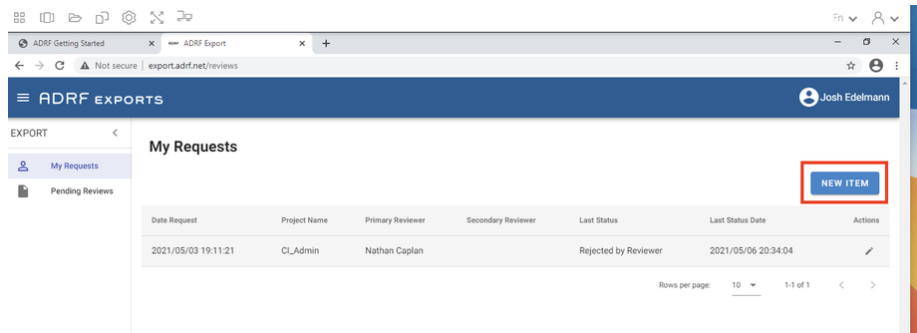 Fn
ADRF Getting Started
ADRF Export
Not secure | export.adrf.net/reviews
ADRF EXPORTS
Josh Edelmann
EXPORT
My Requests
Pending Reviews
My Requests
NEW ITEM
Date Request Project Name Primary Reviewer Secondary Reviewer Last Status Last Status Date Actions
2021/05/03 19:11:21 CI_Admin Nathan Caplan Rejected by Reviewer 2021/05/06 20:34:04
Rows per page: 10 1-1 of 1